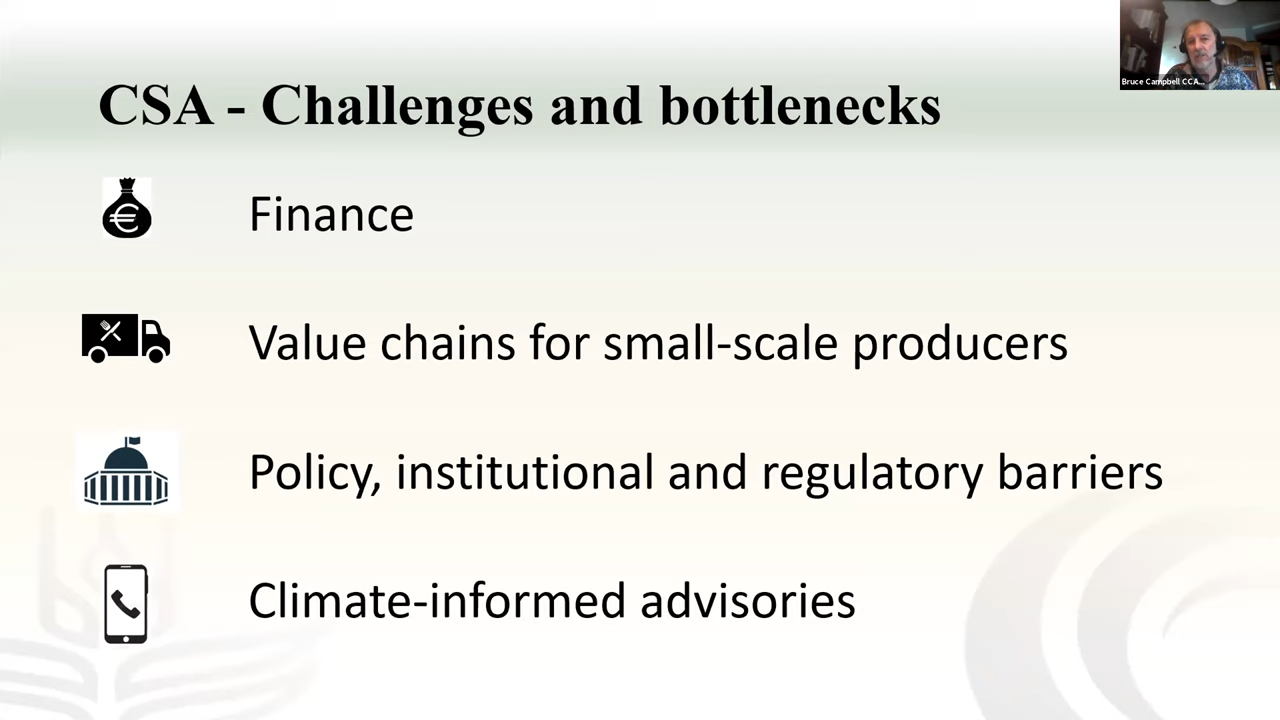 Bruce Campbell CCA...
CSA - Challenges and bottlenecks
Finance
Value chains for small-scale producers
Policy, institutional and regulatory barriers
Climate-informed advisories